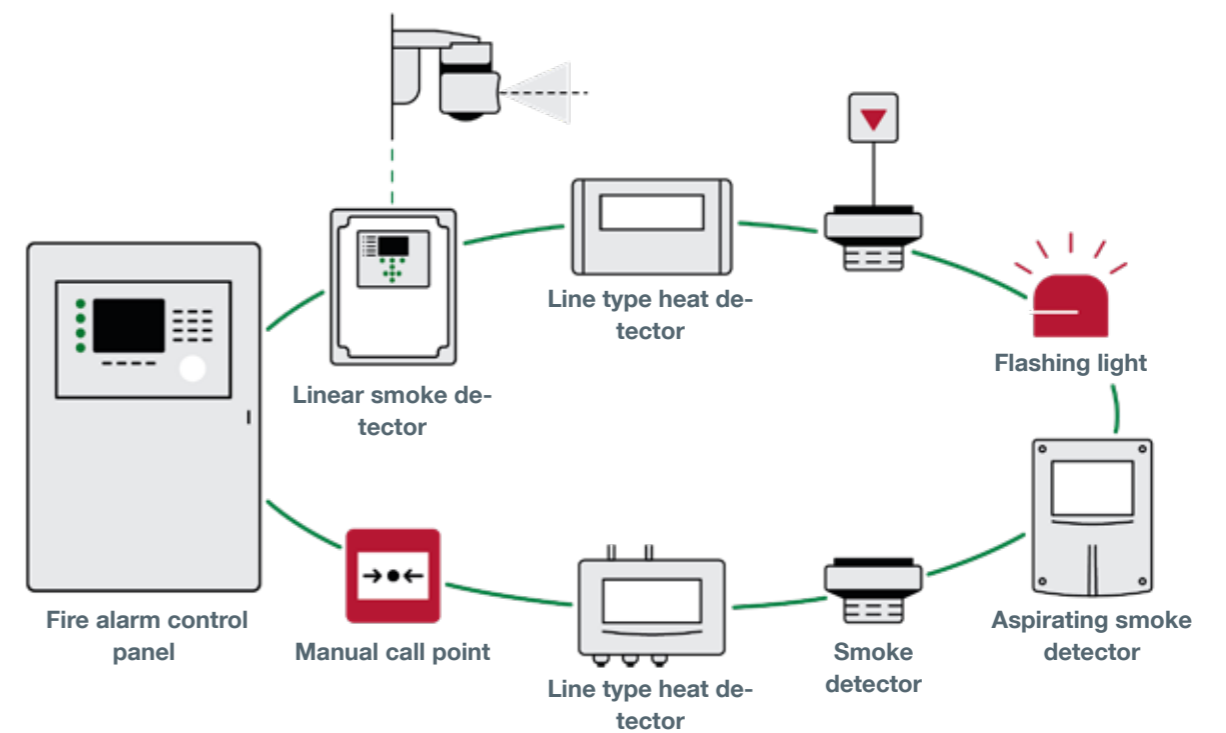 Line type heat de-
tector
Flashing light
Linear smoke de-
tector
Fire alarm control
panel
Manual call point
Line type heat de-
tector
Smoke
detector
Aspirating smoke
detector